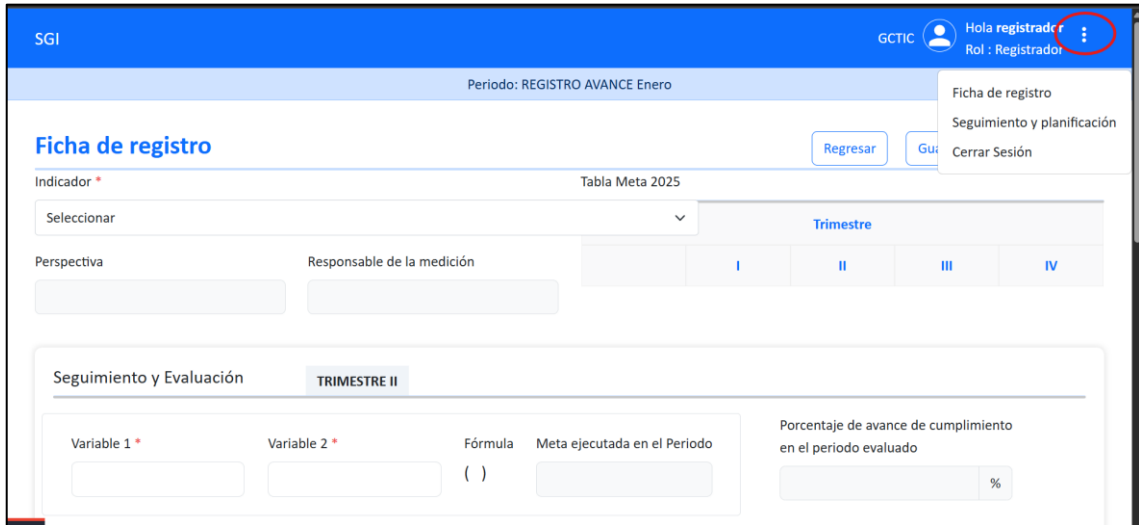 SGI
GCTIC
Hola registrador
Rol : Registrador
Periodo: REGISTRO AVANCE Enero
Ficha de registro
Seguimiento y planificación
Cerrar Sesión
Ficha de registro
Regresar
Indicador *
Tabla Meta 2025
Seleccionar
Trimestre
I II III IV
Perspectiva
Responsable de la medición
Seguimiento y Evaluación
TRIMESTRE II
Variable 1 *
Variable 2 *
Fórmula
( )
Meta ejecutada en el Periodo
Porcentaje de avance de cumplimiento
en el periodo evaluado
%